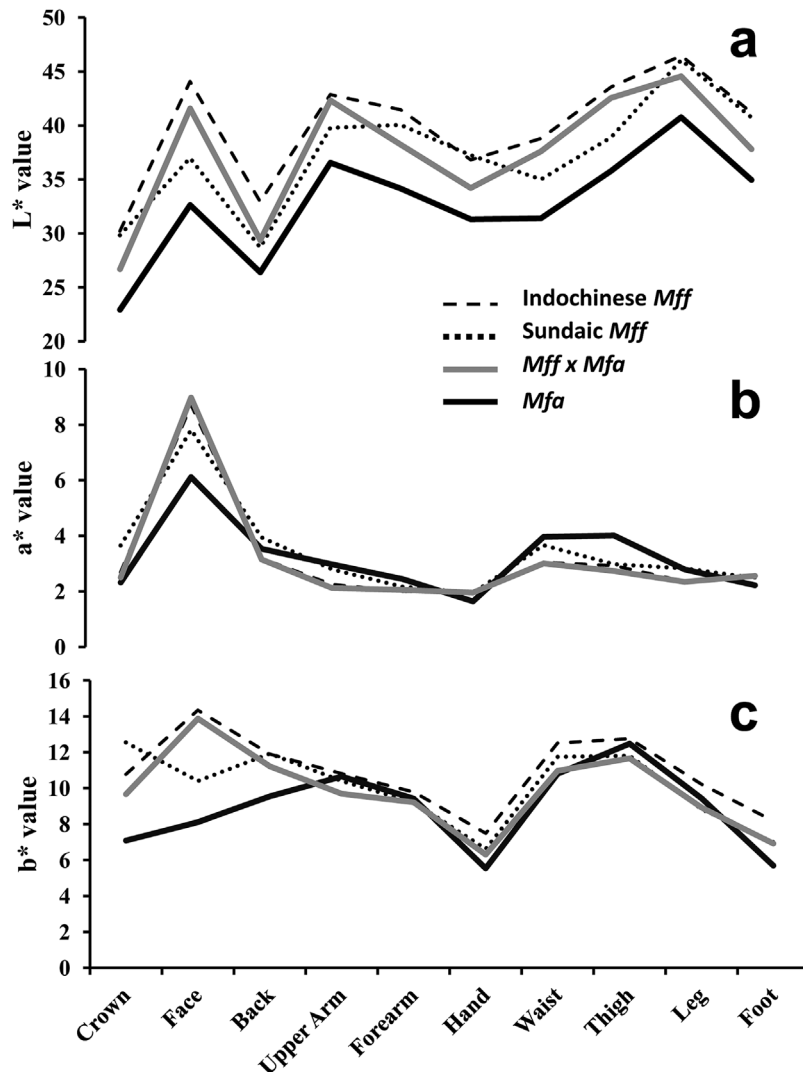 a
50
45
40
35
30
25
20
L* value
Indochinese Mff
Sundaic Mff
Mff x Mfa
Mfa
b
10
8
6
4
2
0
a* value
c
16
14
12
10
8
6
4
2
0
b* value
Crown
Face
Back
Upper Arm
Forearm
Hand
Waist
Thigh
Leg
Foot